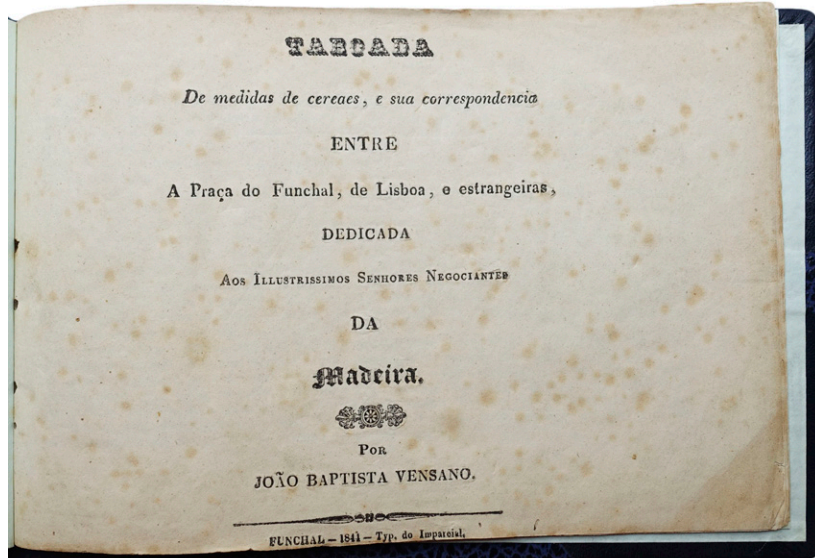 TABOADA
De medidas de cereaes, e sua correspondencia
ENTRE
A Praça do Funchal, de Lisboa, e estrangeiras,
DEDICADA
AOS ILLUSTRISSIMOS SENHORES NEGOCIANTES
DA
Madeira.
POR
JOÃO BAPTISTA VENSANO.
FUNCHAL — 1841 — Typ. do Imparcial,